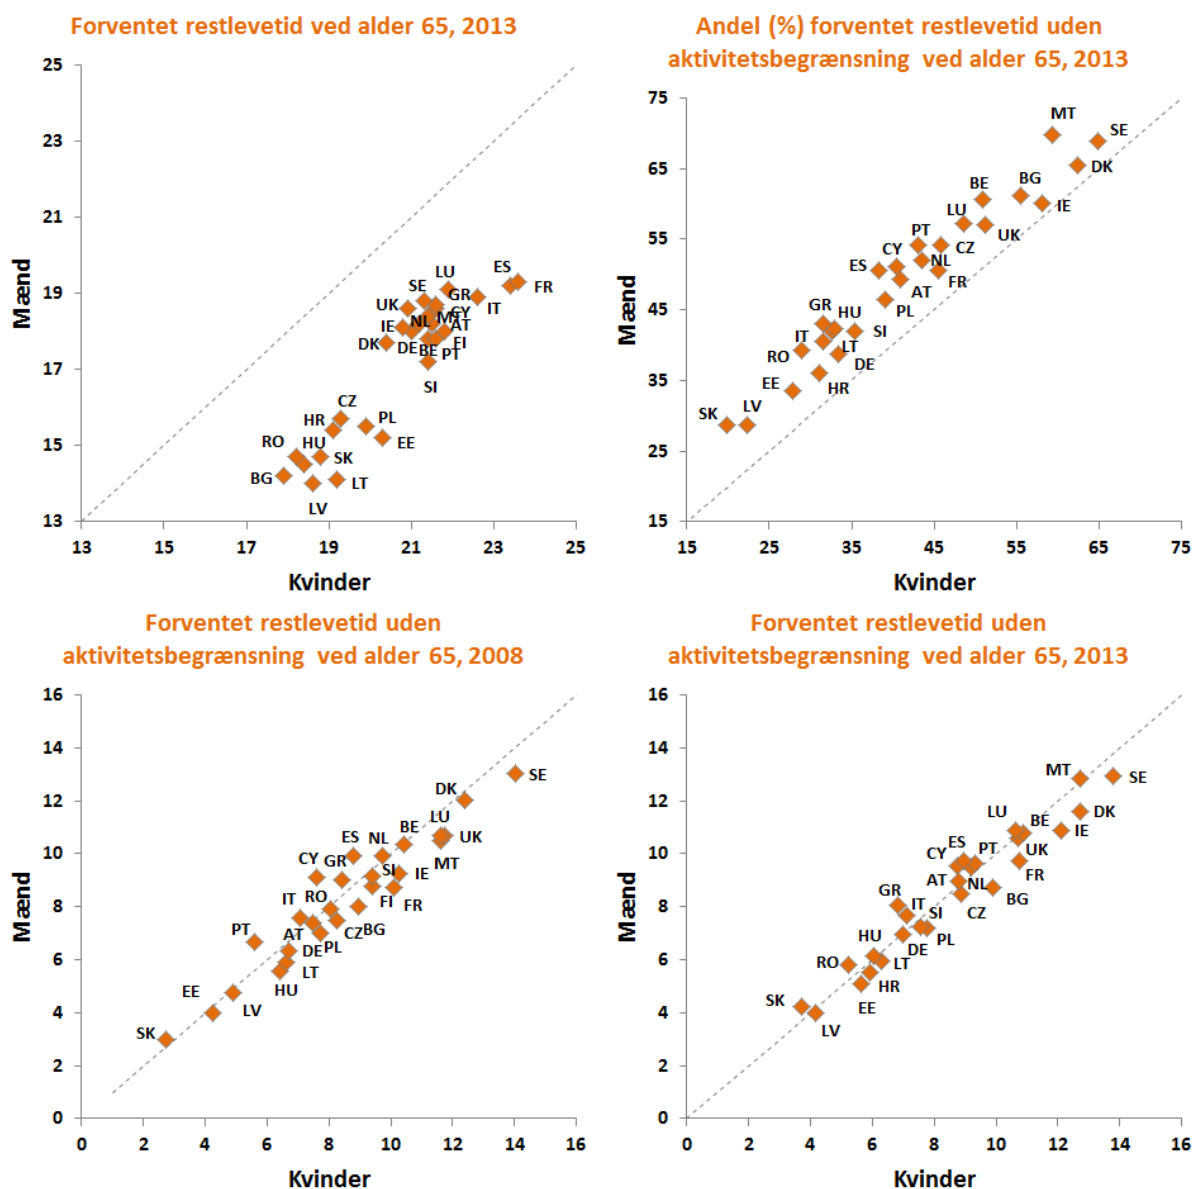 Forventet restlevetid ved alder 65, 2013
25
23
21
19
17
15
13
13 15 17 19 21 23 25
Mænd
Kvinder
ES
FR
LU
IT
SE
GR
UK
CY
NL
MT
AT
IE
DK
DE
BE
FI
PT
SI
CZ
HR
PL
EE
RO
HU
SK
BG
LT
LV
Andel (%) forventet restlevetid uden
aktivitetsbegrænsning ved alder 65, 2013
75
65
55
45
35
25
15
15 25 35 45 55 65 75
Mænd
Kvinder
MT
SE
DK
BG
BE
IE
LU
UK
PT
CZ
CY
NL
ES
FR
AT
PL
GR
HU
SI
IT
LT
RO
DE
EE
HR
SK
LV
Forventet restlevetid uden
aktivitetsbegrænsning ved alder 65, 2008
16
14
12
10
8
6
4
2
0
0 2 4 6 8 10 12 14 16
Mænd
Kvinder
SE
DK
LU
UK
BE
MT
ES
NL
CY
GR
SI
IE
FI
FR
IT
RO
BG
CZ
AT
PL
PT
DE
LT
HU
EE
LV
SK
Forventet restlevetid uden
aktivitetsbegrænsning ved alder 65, 2013
16
14
12
10
8
6
4
2
0
0 2 4 6 8 10 12 14 16
Mænd
Kvinder
MT
SE
DK
LU
BE
IE
UK
ES
PT
CY
FR
AT
NL
BG
GR
IT
CZ
SI
PL
DE
HU
RO
LT
HR
EE
SK
LV